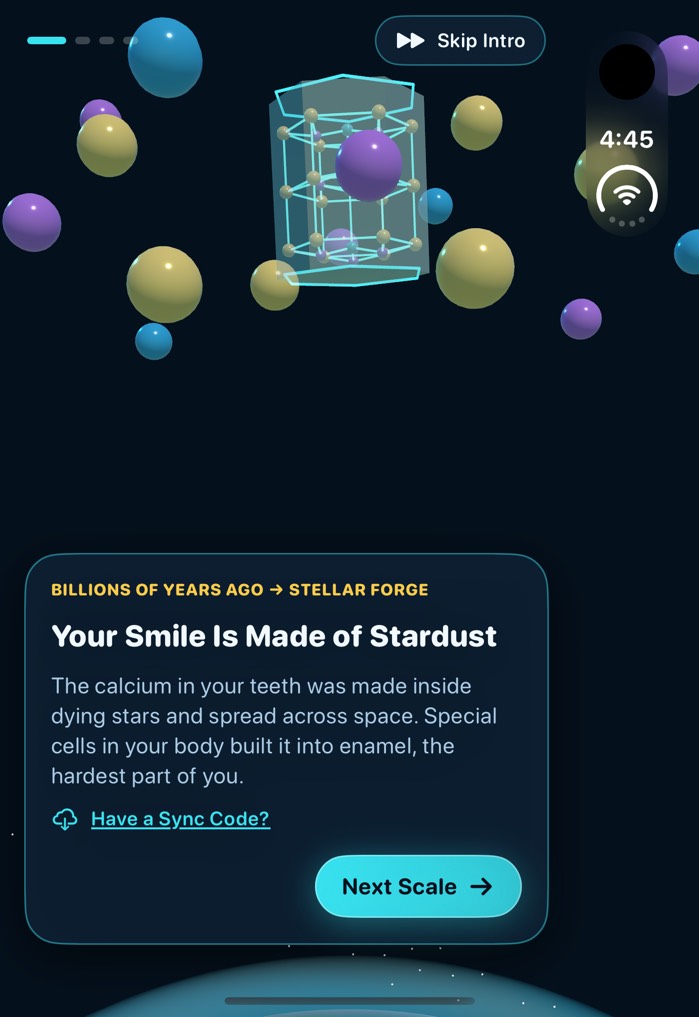 Skip Intro
4:45
BILLIONS OF YEARS AGO → STELLAR FORGE
Your Smile Is Made of Stardust
The calcium in your teeth was made inside
dying stars and spread across space. Special
cells in your body built it into enamel, the
hardest part of you.
Have a Sync Code?
Next Scale →